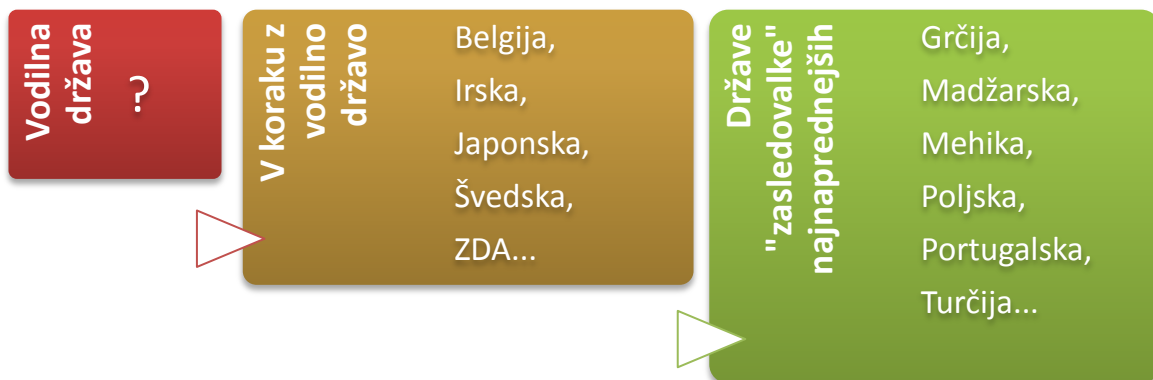 Vodilna
država
?
V koraku z
vodilno
državo
Belgija,
Irska,
Japonska,
Švedska,
ZDA...
Države
"zasledovalke"
najnaprednejših
Grčija,
Madžarska,
Mehika,
Poljska,
Portugalska,
Turčija...